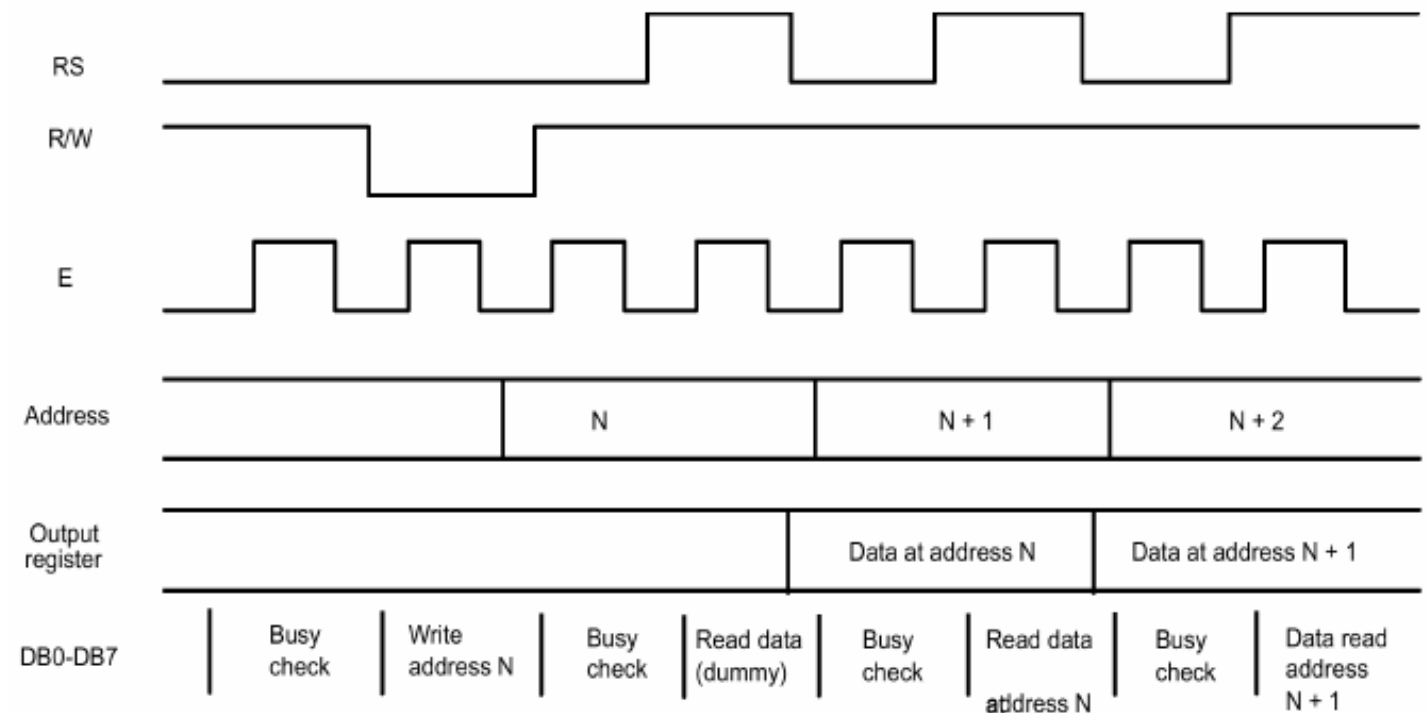 RS
R/W
E
Address
N
N + 1
N + 2
Output
register
Data at address N
Data at address N + 1
DB0-DB7
Busy
check
Write
address N
Busy
check
Read data
(dummy)
Busy
check
Read data
address N
Busy
check
Data read
address
N + 1